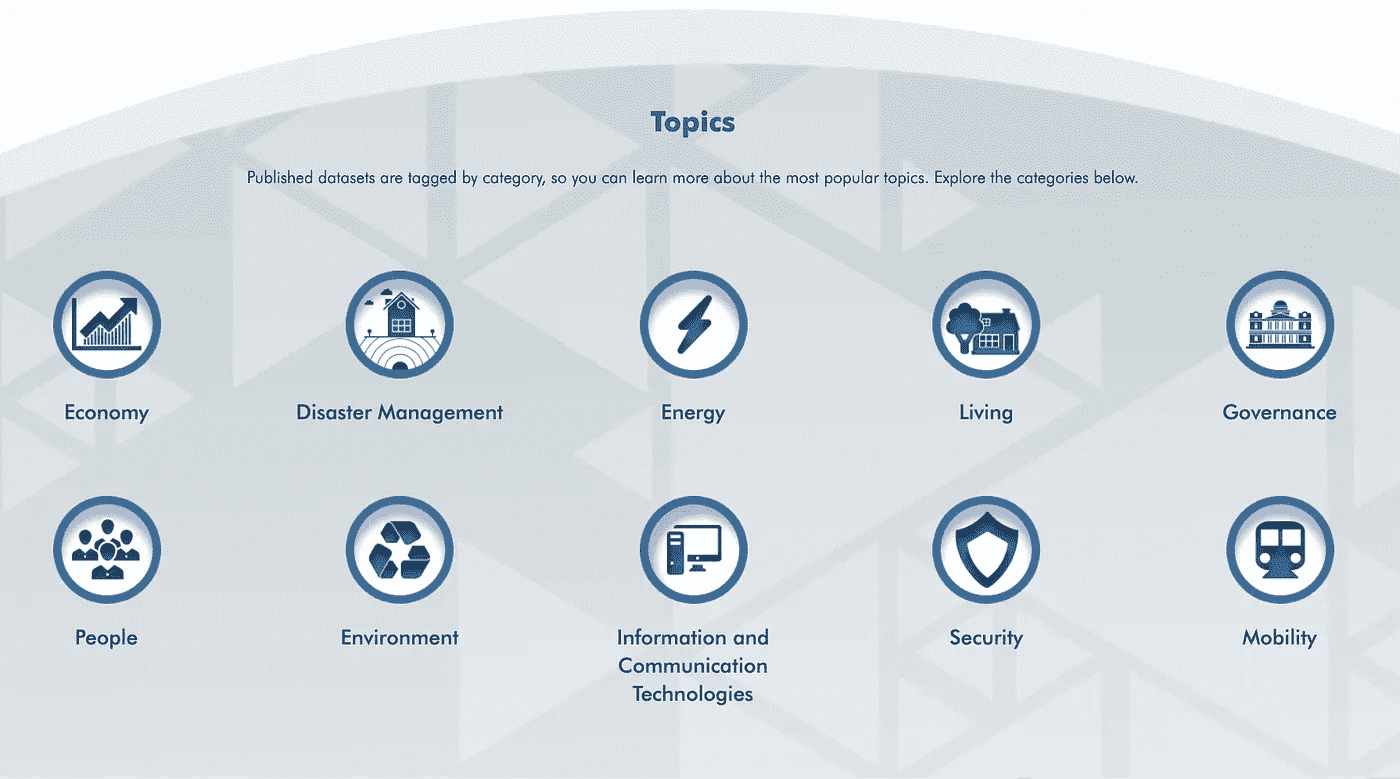 Topics
Published datasets are tagged by category, so you can learn more about the most popular topics. Explore the categories below.
Economy
Disaster Management
Energy
Living
Governance
People
Environment
Information and
Communication
Technologies
Security
Mobility